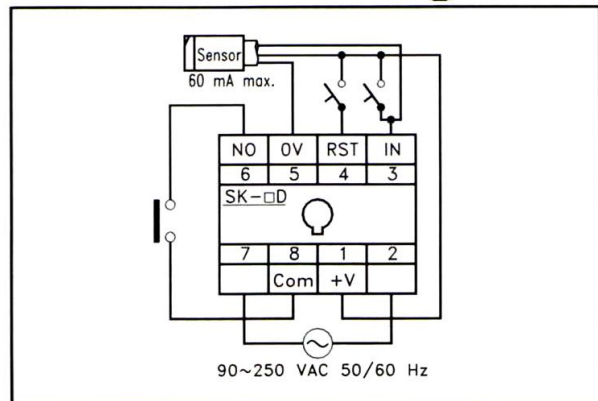 Sensor
60 mA max.
NO 0V RST IN
6 5 4 3
SK-□D
7 8 1 2
Com +V
90~250 VAC 50/60 Hz